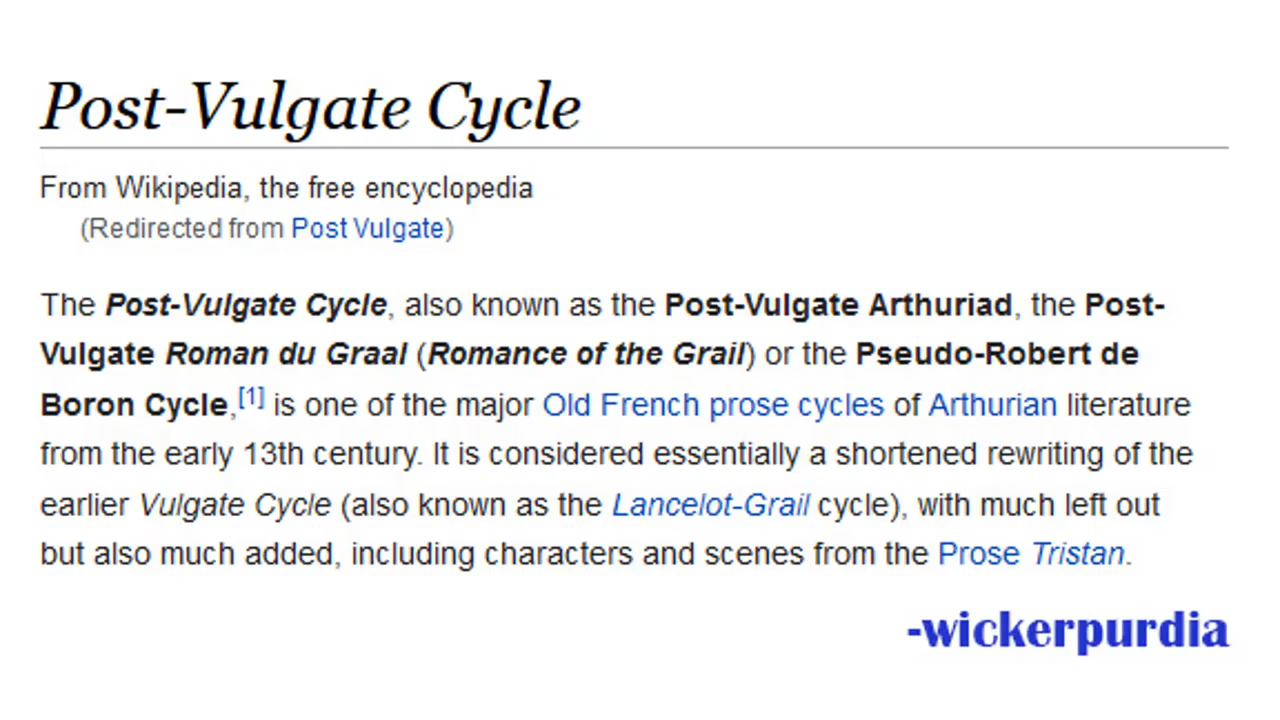 Post-Vulgate Cycle
From Wikipedia, the free encyclopedia
(Redirected from Post Vulgate)
The Post-Vulgate Cycle, also known as the Post-Vulgate Arthuriad, the Post-
Vulgate Roman du Graal (Romance of the Grail) or the Pseudo-Robert de
Boron Cycle,[1] is one of the major Old French prose cycles of Arthurian literature
from the early 13th century. It is considered essentially a shortened rewriting of the
earlier Vulgate Cycle (also known as the Lancelot-Grail cycle), with much left out
but also much added, including characters and scenes from the Prose Tristan.
-wickerpurdia